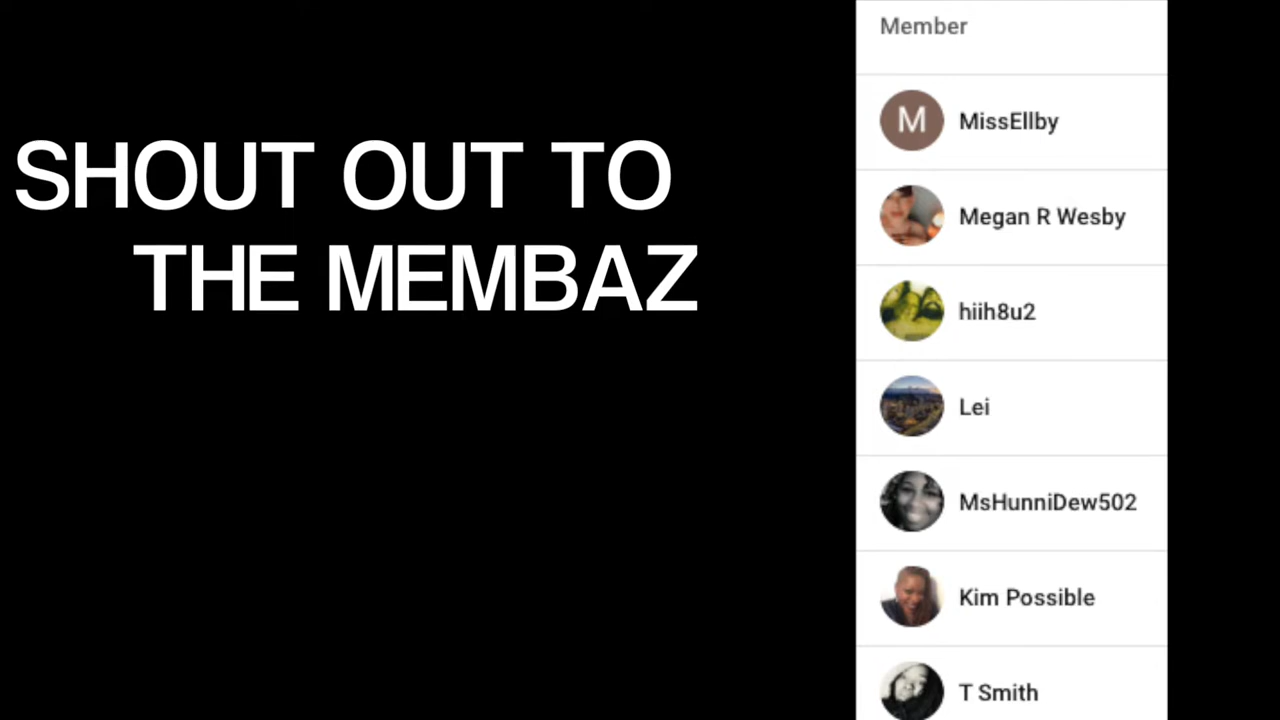 SHOUT OUT TO
THE MEMBAZ
Member
M
MissEllby
Megan R Wesby
hiih8u2
Lei
MsHunniDew502
Kim Possible
T Smith